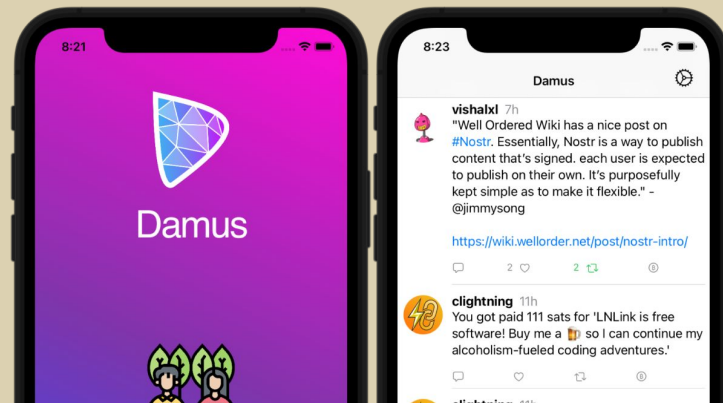 8:21
Damus
8:23
Damus
vishalxl 7h
"Well Ordered Wiki has a nice post on
#Nostr. Essentially, Nostr is a way to publish
content that's signed. each user is expected
to publish on their own. It's purposefully
kept simple as to make it flexible." -
@jimmysong
https://wiki.wellorder.net/post/nostr-intro/
2 2
clightning 11h
You got paid 111 sats for 'LNLink is free
software! Buy me a 🍺 so I can continue my
alcoholism-fueled coding adventures.'
clightning 11h